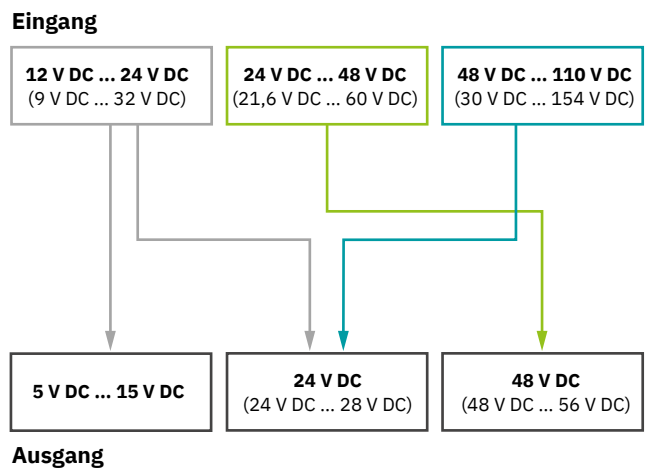 Eingang
12 V DC ... 24 V DC
(9 V DC ... 32 V DC)
24 V DC ... 48 V DC
(21,6 V DC ... 60 V DC)
48 V DC ... 110 V DC
(30 V DC ... 154 V DC)
5 V DC ... 15 V DC
24 V DC
(24 V DC ... 28 V DC)
48 V DC
(48 V DC ... 56 V DC)
Ausgang